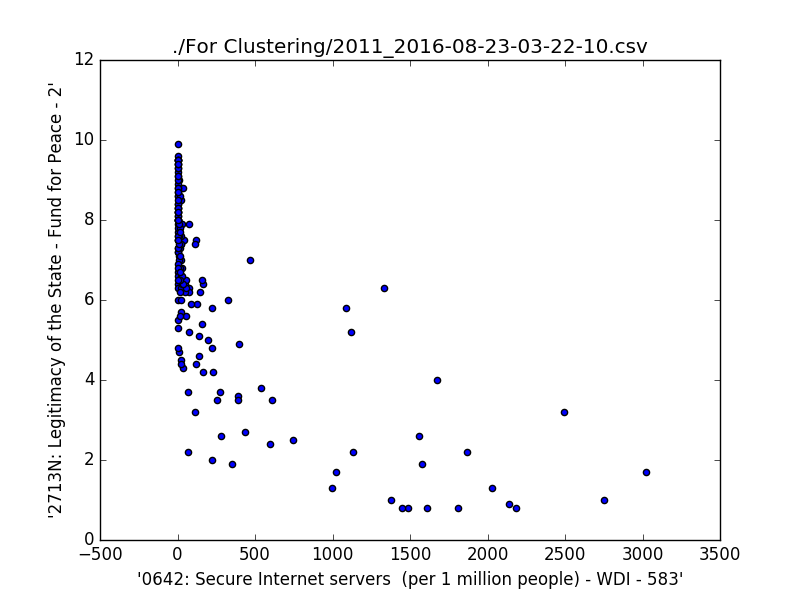 ./For Clustering/2011_2016-08-23-03-22-10.csv
12
10
8
6
4
2
0
'2713N: Legitimacy of the State - Fund for Peace - 2'
−500 0 500 1000 1500 2000 2500 3000 3500
'0642: Secure Internet servers  (per 1 million people) - WDI - 583'